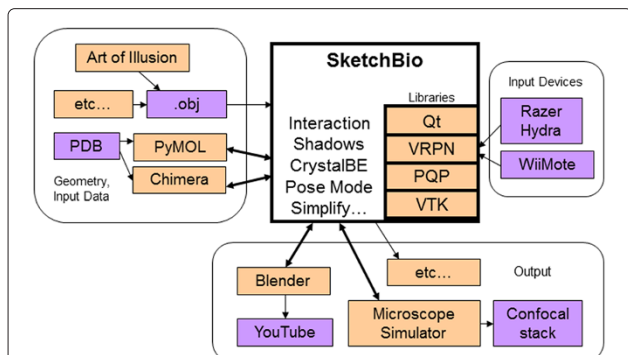 Art of Illusion
etc...
.obj
PDB
PyMOL
Chimera
Geometry,
Input Data
SketchBio
Interaction
Shadows
CrystalBE
Pose Mode
Simplify...
Libraries
Qt
VRPN
PQP
VTK
Input Devices
Razer
Hydra
WiiMote
Blender
YouTube
etc...
Output
Microscope
Simulator
Confocal
stack